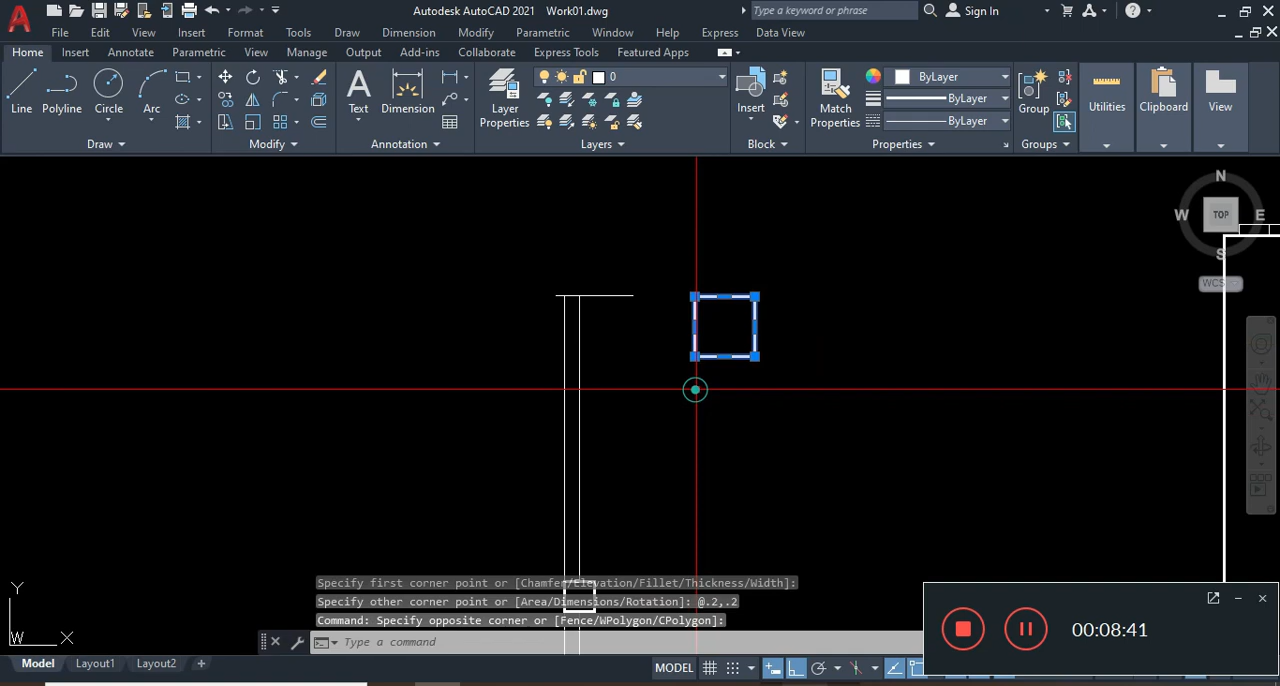 Autodesk AutoCAD 2021 Work01.dwg
Type a keyword or phrase
Sign In
File Edit View Insert Format Tools Draw Dimension Modify Parametric Window Help Express Data View
Home Insert Annotate Parametric View Manage Output Add-ins Collaborate Express Tools Featured Apps
0
ByLayer
ByLayer
ByLayer
Line Polyline Circle Arc
Text Dimension
Layer
Properties
Insert
Match
Properties
Group
Utilities
Clipboard
View
Draw
Modify
Annotation
Layers
Block
Properties
Groups
N
W
TOP
E
S
WCS
Specify first corner point or [Chamfer/Elevation/Fillet/Thickness/Width]:
Specify other corner point or [Area/Dimensions/Rotation]: @.2,.2
Command: Specify opposite corner or [Fence/WPolygon/CPolygon]:
Type a command
Y
W
X
00:08:41
Model Layout1 Layout2 +
MODEL